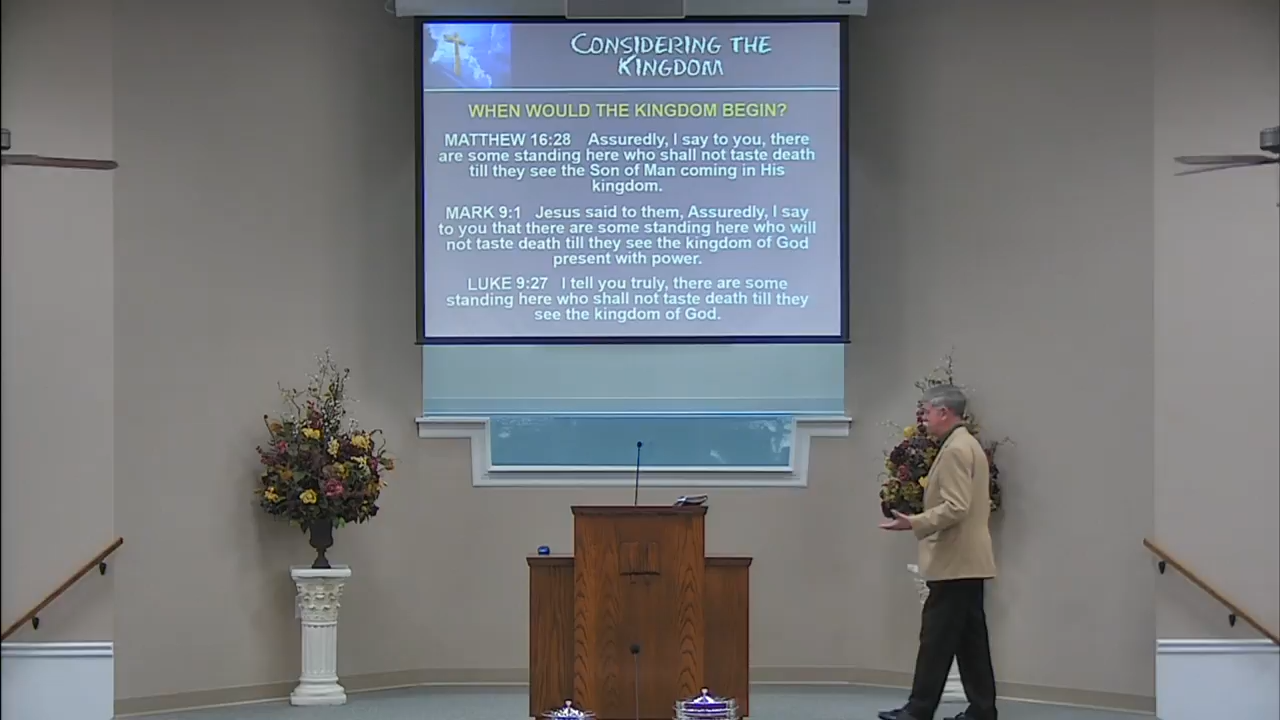 CONSIDERING THE
KINGDOM
WHEN WOULD THE KINGDOM BEGIN?
MATTHEW 16:28 Assuredly, I say to you, there
are some standing here who shall not taste death
till they see the Son of Man coming in His
kingdom.
MARK 9:1 Jesus said to them, Assuredly, I say
to you that there are some standing here who will
not taste death till they see the kingdom of God
present with power.
LUKE 9:27 I tell you truly, there are some
standing here who shall not taste death till they
see the kingdom of God.